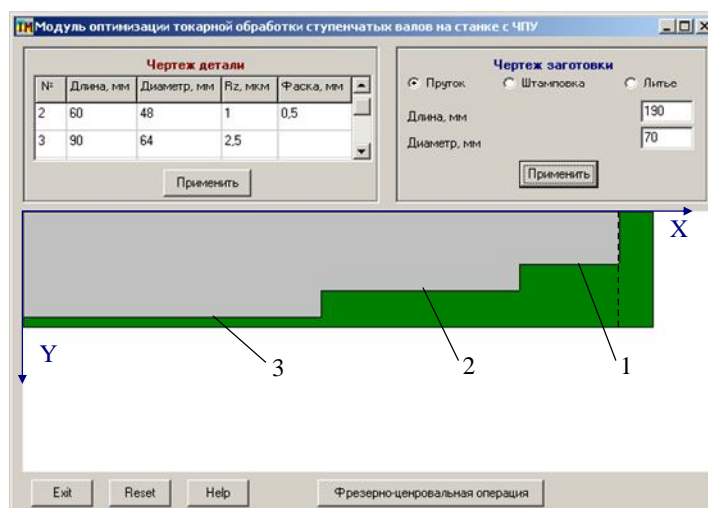 Модуль оптимизации токарной обработки ступенчатых валов на станке с ЧПУ
Чертеж детали
№ Длина, мм Диаметр, мм Rz, мкм Фаска, мм
2 60 48 1 0,5
3 90 64 2,5
Применить
Чертеж заготовки
Пруток Штамповка Литье
Длина, мм 190
Диаметр, мм 70
Применить
X
Y
3
2
1
Exit Reset Help Фрезерно-ценровальная операция